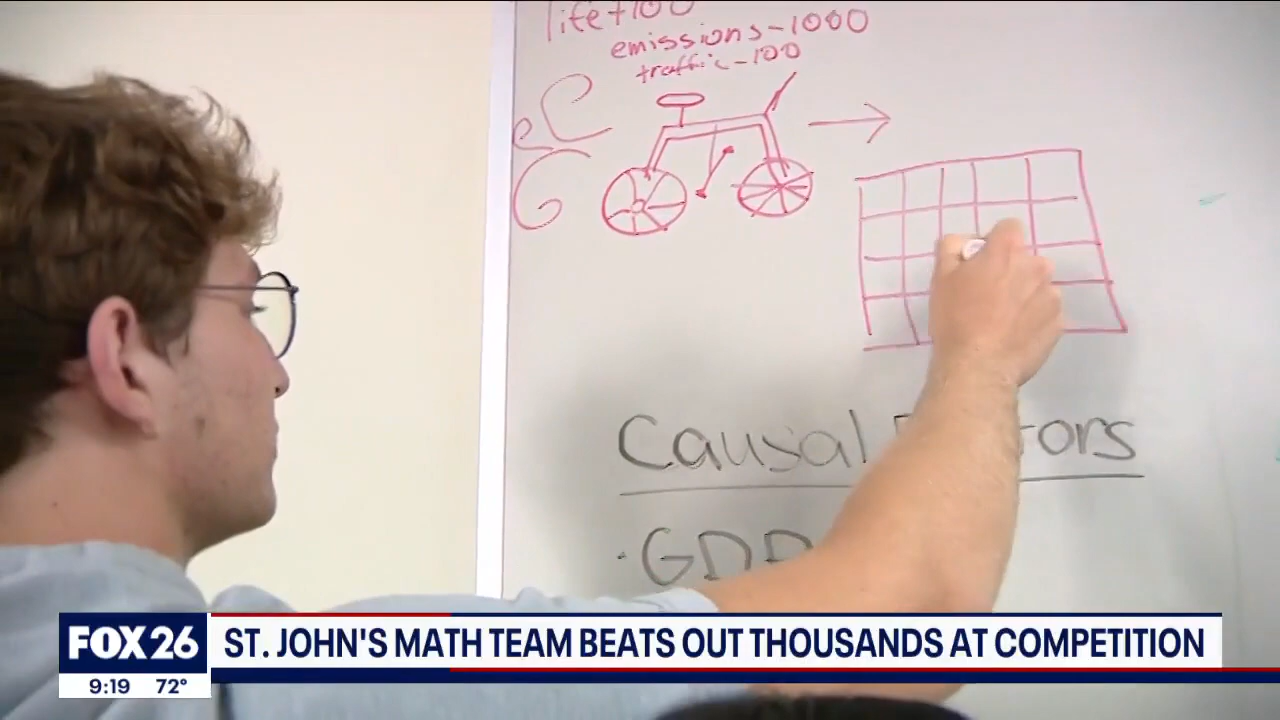 life +100
emissions -1000
traffic -100
Causal
GDP
FOX 26
ST. JOHN'S MATH TEAM BEATS OUT THOUSANDS AT COMPETITION
9:19 72°